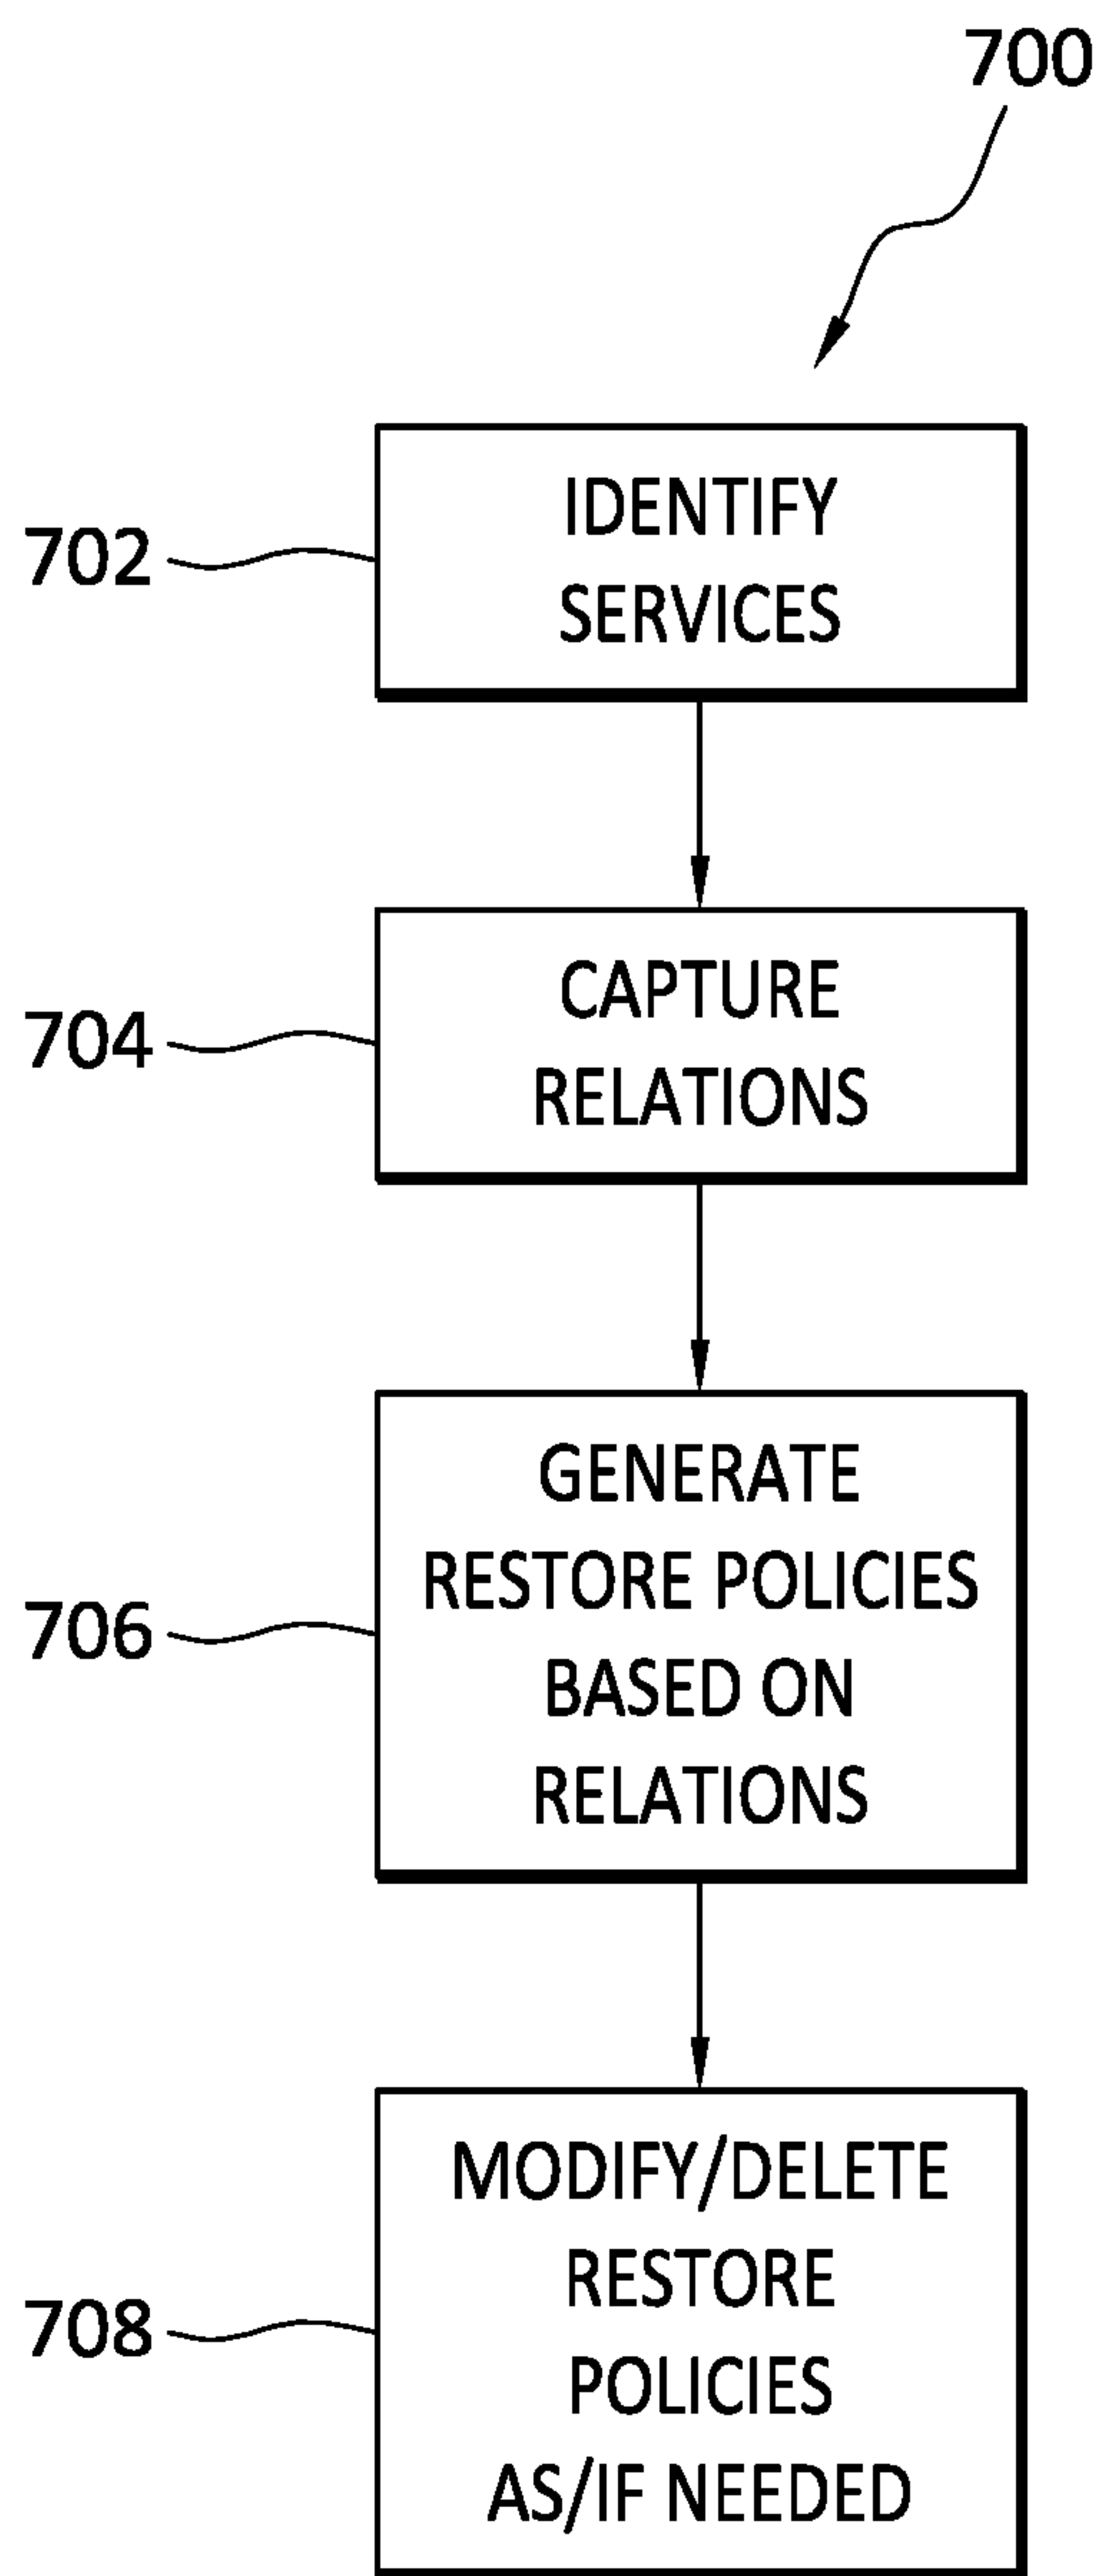 700
702
IDENTIFY
SERVICES
704
CAPTURE
RELATIONS
706
GENERATE
RESTORE POLICIES
BASED ON
RELATIONS
708
MODIFY/DELETE
RESTORE
POLICIES
AS/IF NEEDED